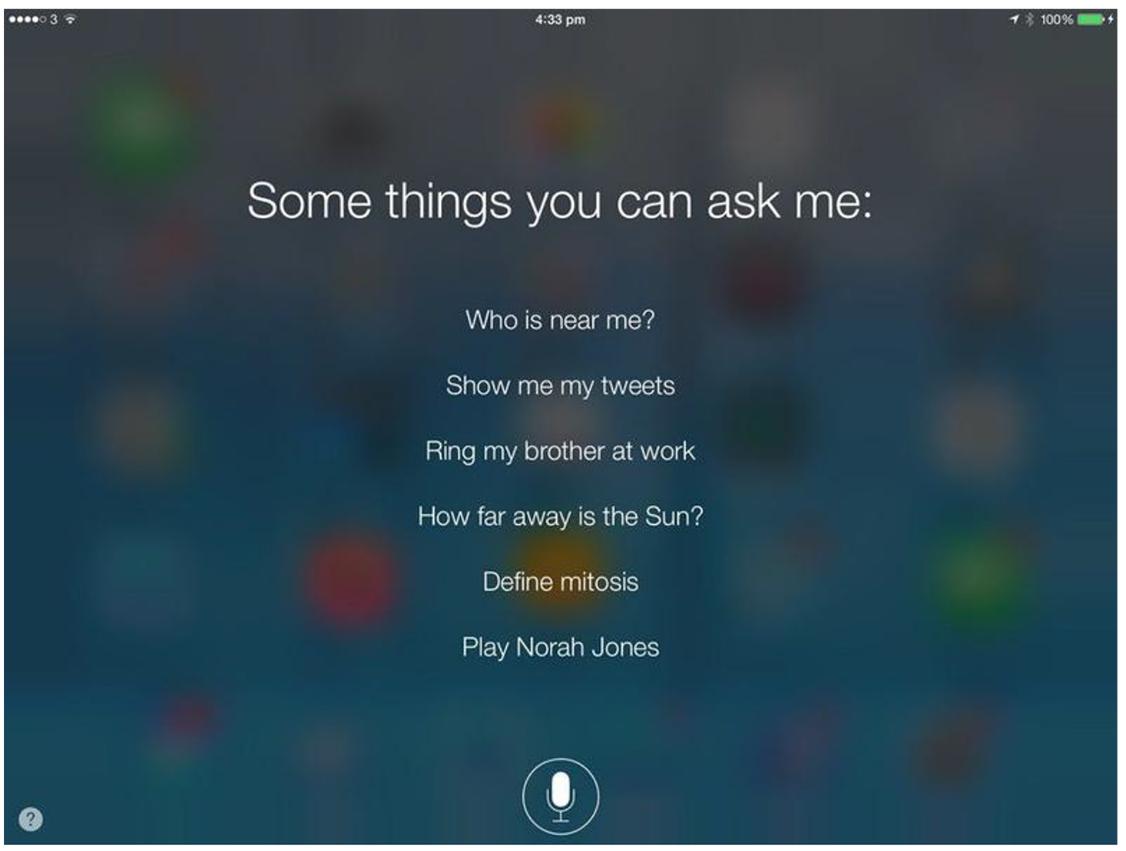 3 4:33 pm 100%
Some things you can ask me:
Who is near me?
Show me my tweets
Ring my brother at work
How far away is the Sun?
Define mitosis
Play Norah Jones
?